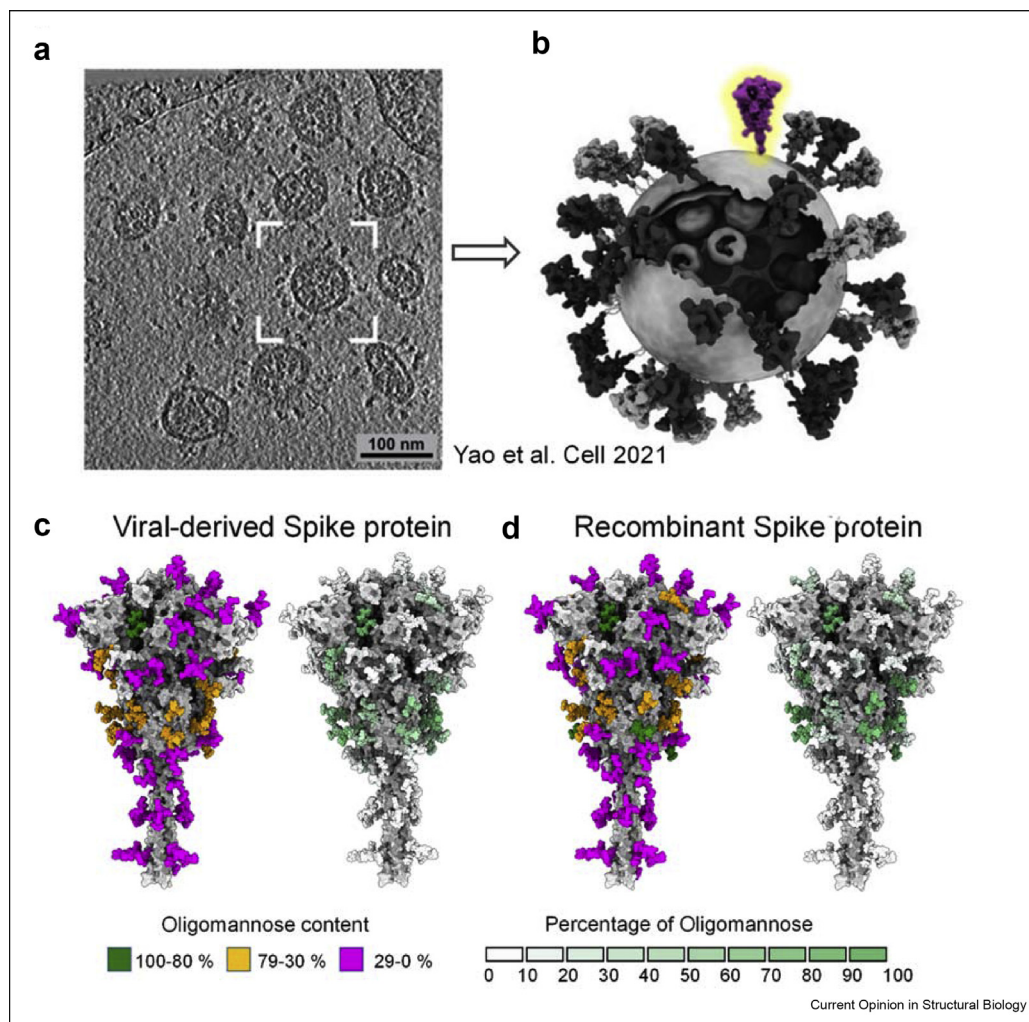 a
b
100 nm
Yao et al. Cell 2021
c
Viral-derived Spike protein
d
Recombinant Spike protein
Oligomannose content
100-80 %
79-30 %
29-0 %
Percentage of Oligomannose
0 10 20 30 40 50 60 70 80 90 100
Current Opinion in Structural Biology